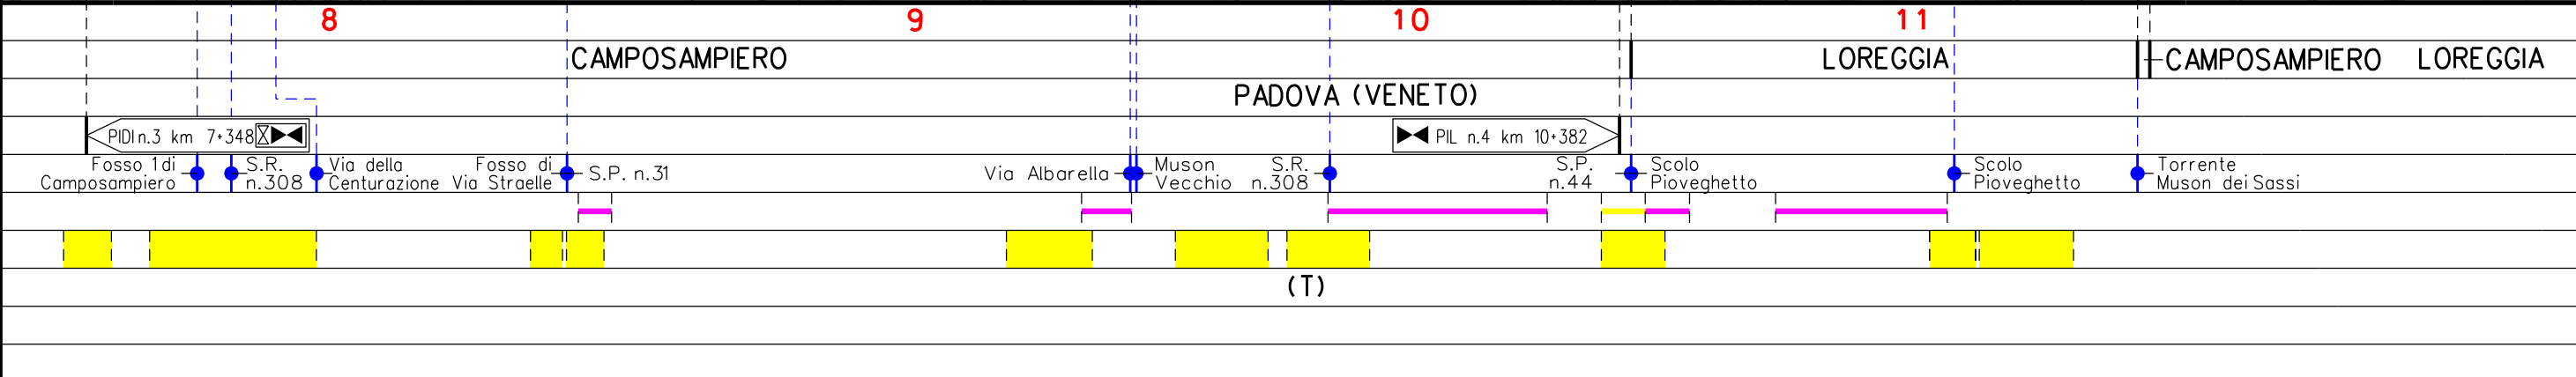 8 9 10 11
CAMPOSAMPIERO LOREGGIA CAMPOSAMPIERO LOREGGIA
PADOVA (VENETO)
PIDI n.3 km 7+348 PIL n.4 km 10+382
Fosso 1 di
Camposampiero
S.R.
n.308
Via della
Centurazione
Fosso di
Via Straelle
S.P. n.31
Via Albarella
Muson
Vecchio
S.R.
n.308
S.P.
n.44
Scolo
Pioveghetto
Scolo
Pioveghetto
Torrente
Muson dei Sassi
(T)